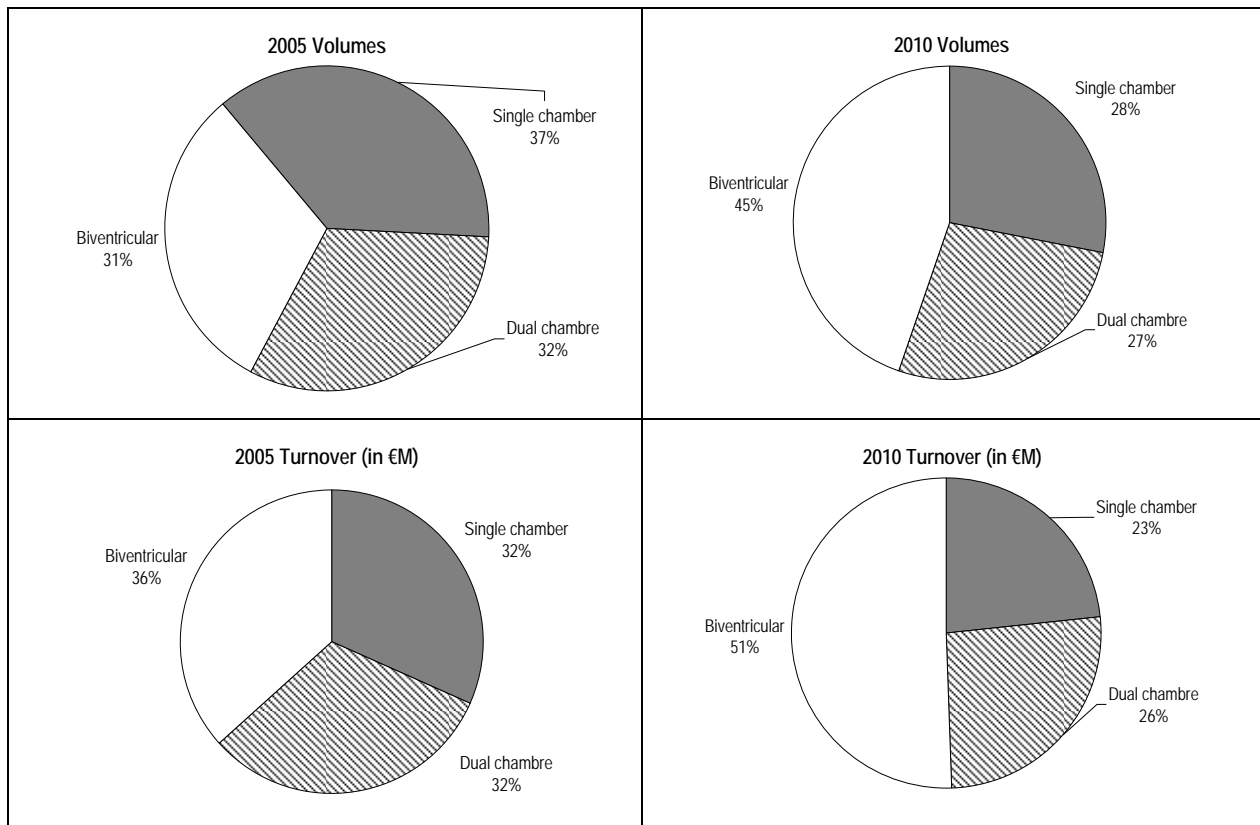 2005 Volumes
Single chamber
37%
Biventricular
31%
Dual chambre
32%
2010 Volumes
Single chamber
28%
Biventricular
45%
Dual chambre
27%
2005 Turnover (in €M)
Single chamber
32%
Biventricular
36%
Dual chambre
32%
2010 Turnover (in €M)
Single chamber
23%
Biventricular
51%
Dual chambre
26%